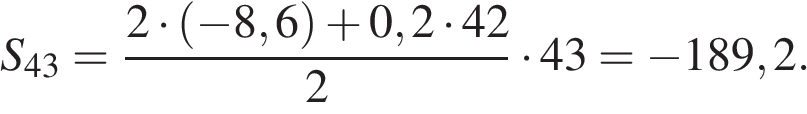 S₄₃ = (2 · (−8,6) + 0,2 · 42) / 2 · 43 = −189,2.